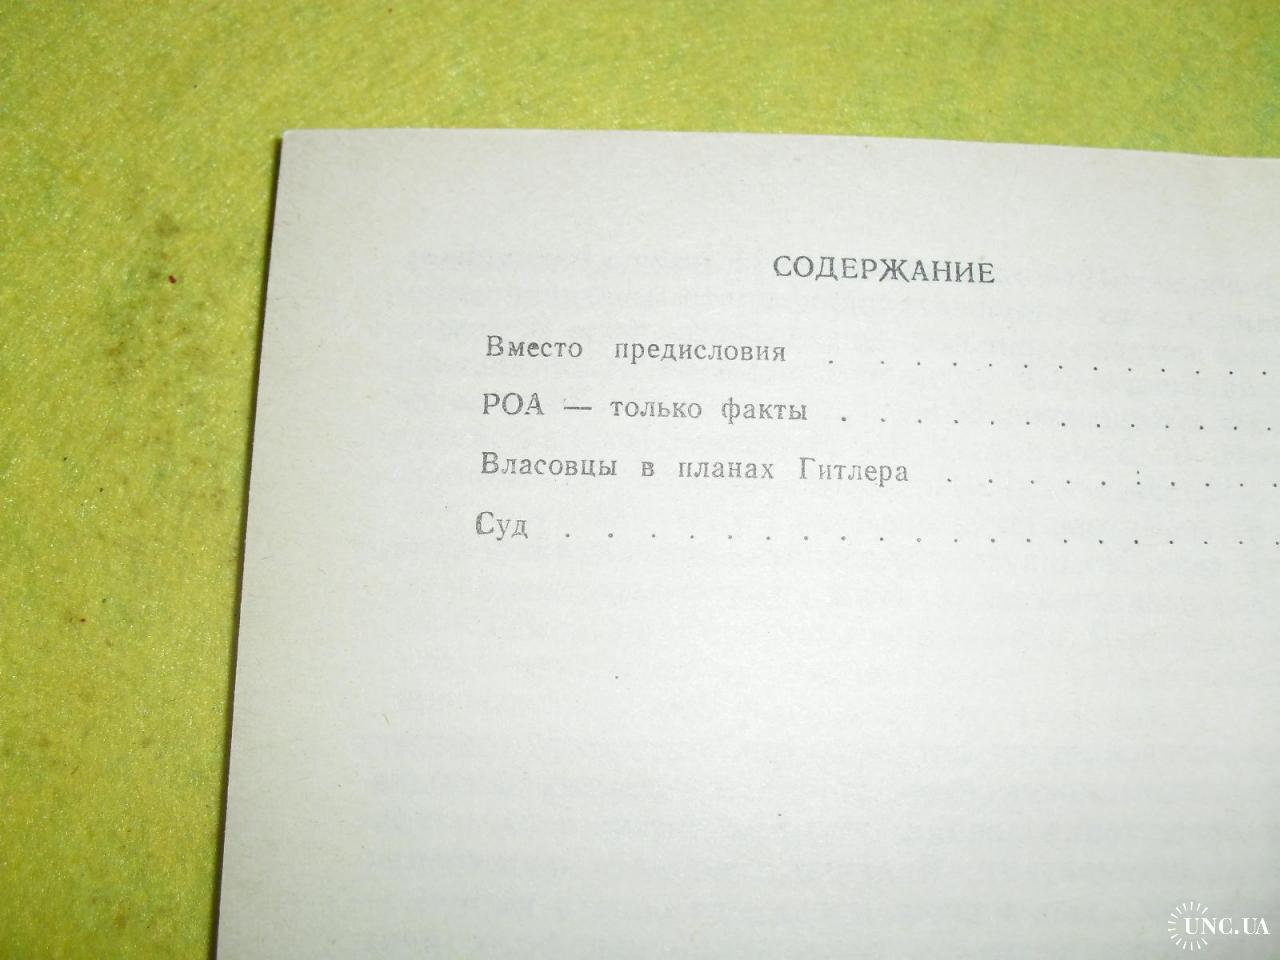 СОДЕРЖАНИЕ
Вместо предисловия . . . . . . . . . . . .
РОА — только факты . . . . . . . . . . . .
Власовцы в планах Гитлера . . . . . . . . .
Суд . . . . . . . . . . . . . . . . . .
UNC.UA